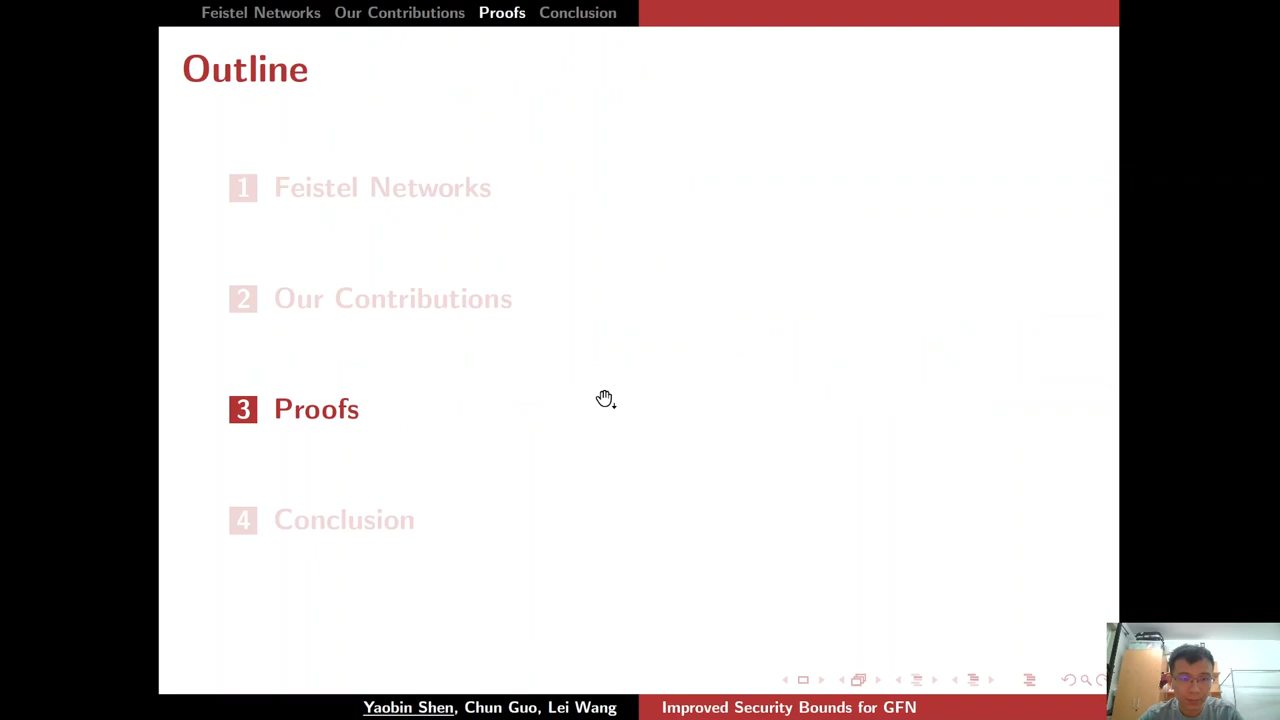 Feistel Networks Our Contributions Proofs Conclusion
Outline
1 Feistel Networks
2 Our Contributions
3 Proofs
4 Conclusion
Yaobin Shen, Chun Guo, Lei Wang Improved Security Bounds for GFN